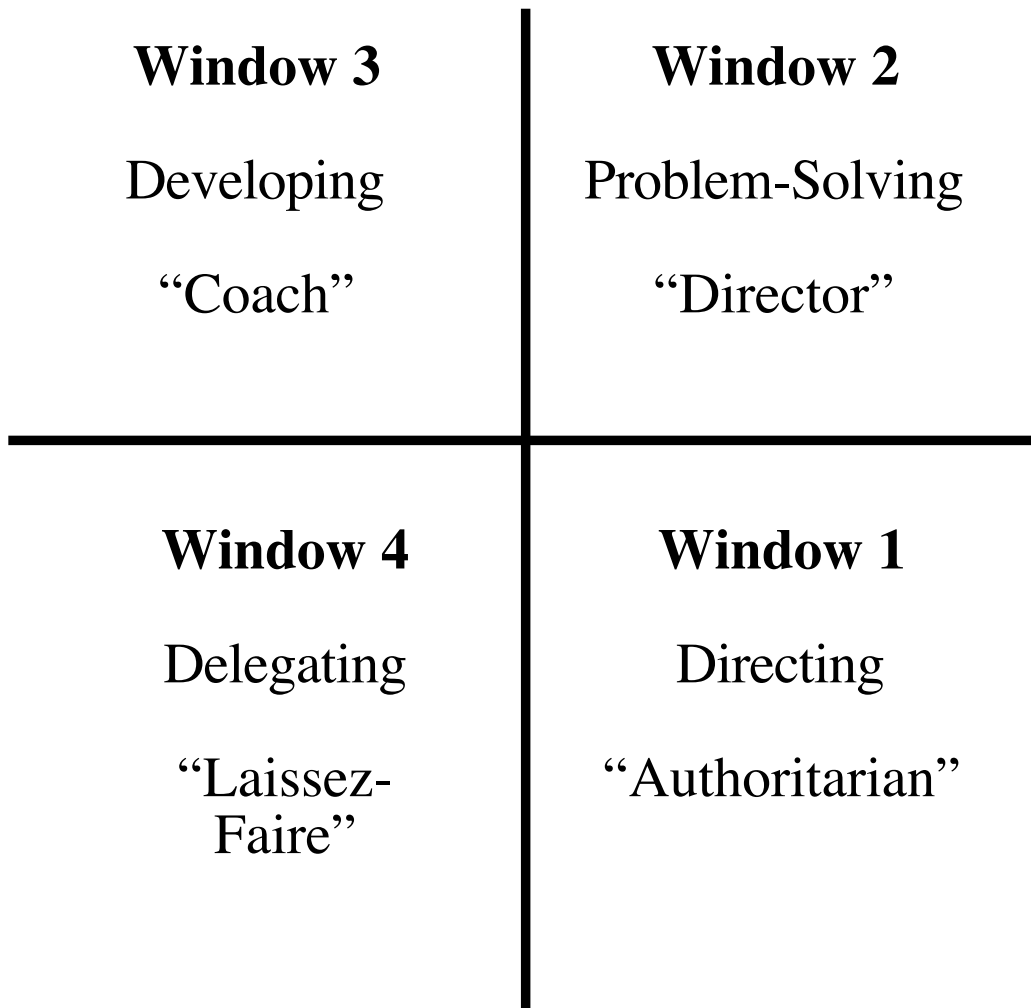 Window 3
Developing
“Coach”
Window 2
Problem-Solving
“Director”
Window 4
Delegating
“Laissez-
Faire”
Window 1
Directing
“Authoritarian”